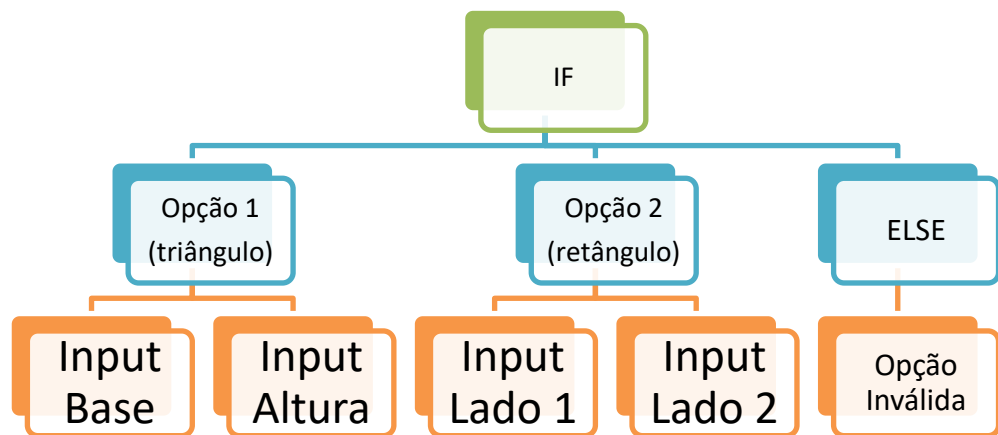 IF
Opção 1
(triângulo)
Opção 2
(retângulo)
ELSE
Input
Base
Input
Altura
Input
Lado 1
Input
Lado 2
Opção
Inválida